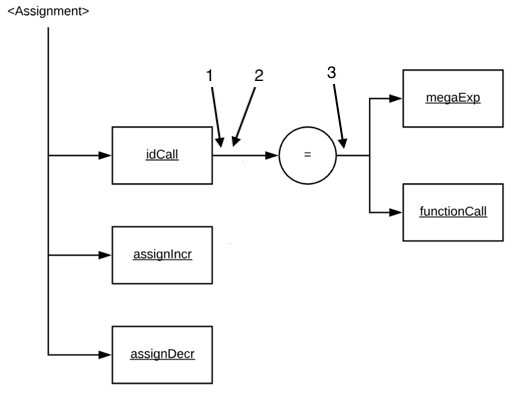 <Assignment>
1 2 3
megaExp
idCall
=
functionCall
assignIncr
assignDecr